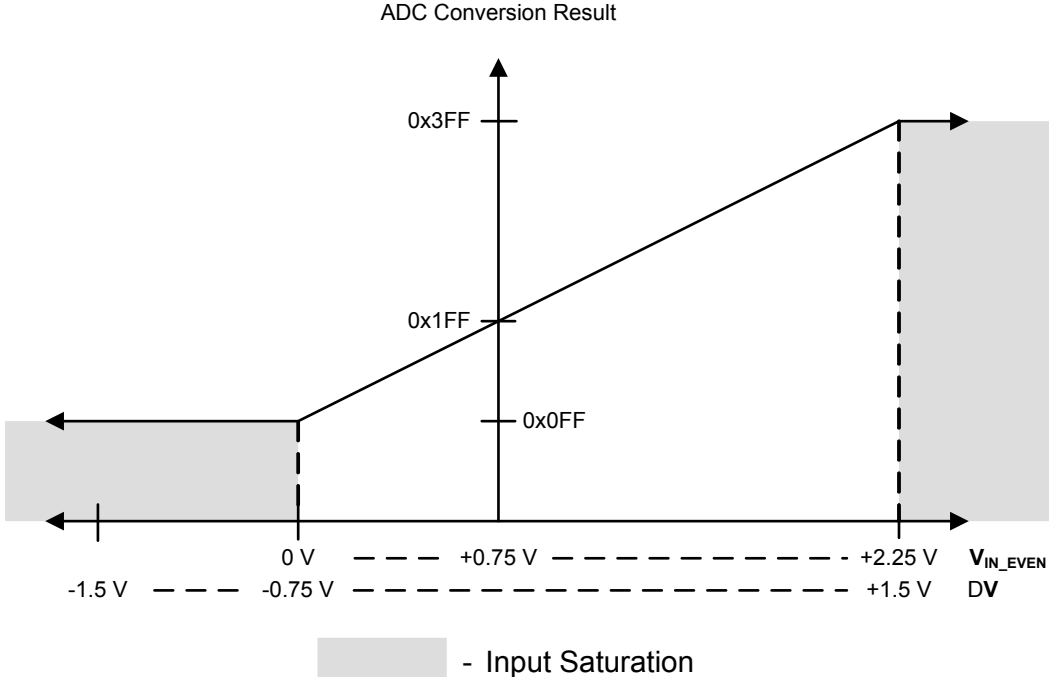 ADC Conversion Result
0x3FF
0x1FF
0x0FF
0 V +0.75 V +2.25 V VIN_EVEN
-1.5 V -0.75 V +1.5 V DV
- Input Saturation